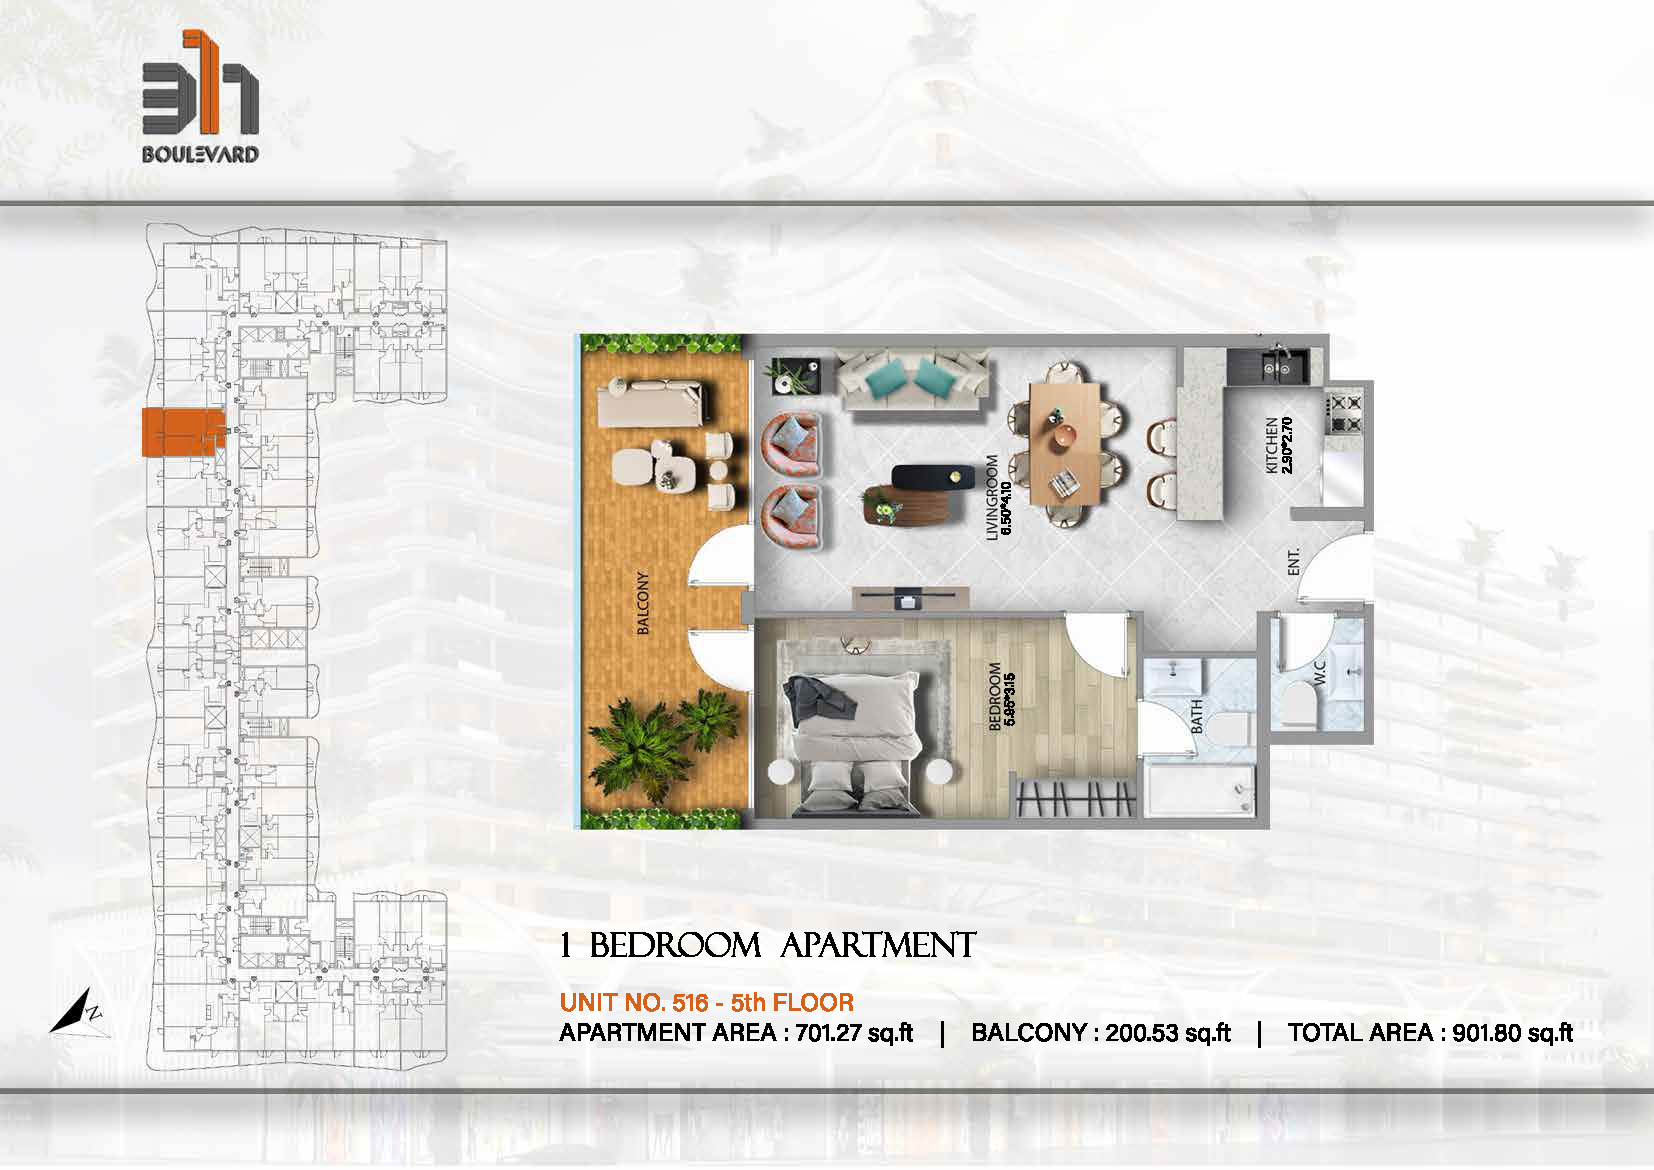 311
BOULEVARD
BALCONY
LIVINGROOM
6.50*4.10
KITCHEN
2.90*2.70
ENT.
BEDROOM
5.95*3.15
BATH
W.C
N
1 BEDROOM APARTMENT
UNIT NO. 516 - 5th FLOOR
APARTMENT AREA : 701.27 sq.ft | BALCONY : 200.53 sq.ft | TOTAL AREA : 901.80 sq.ft